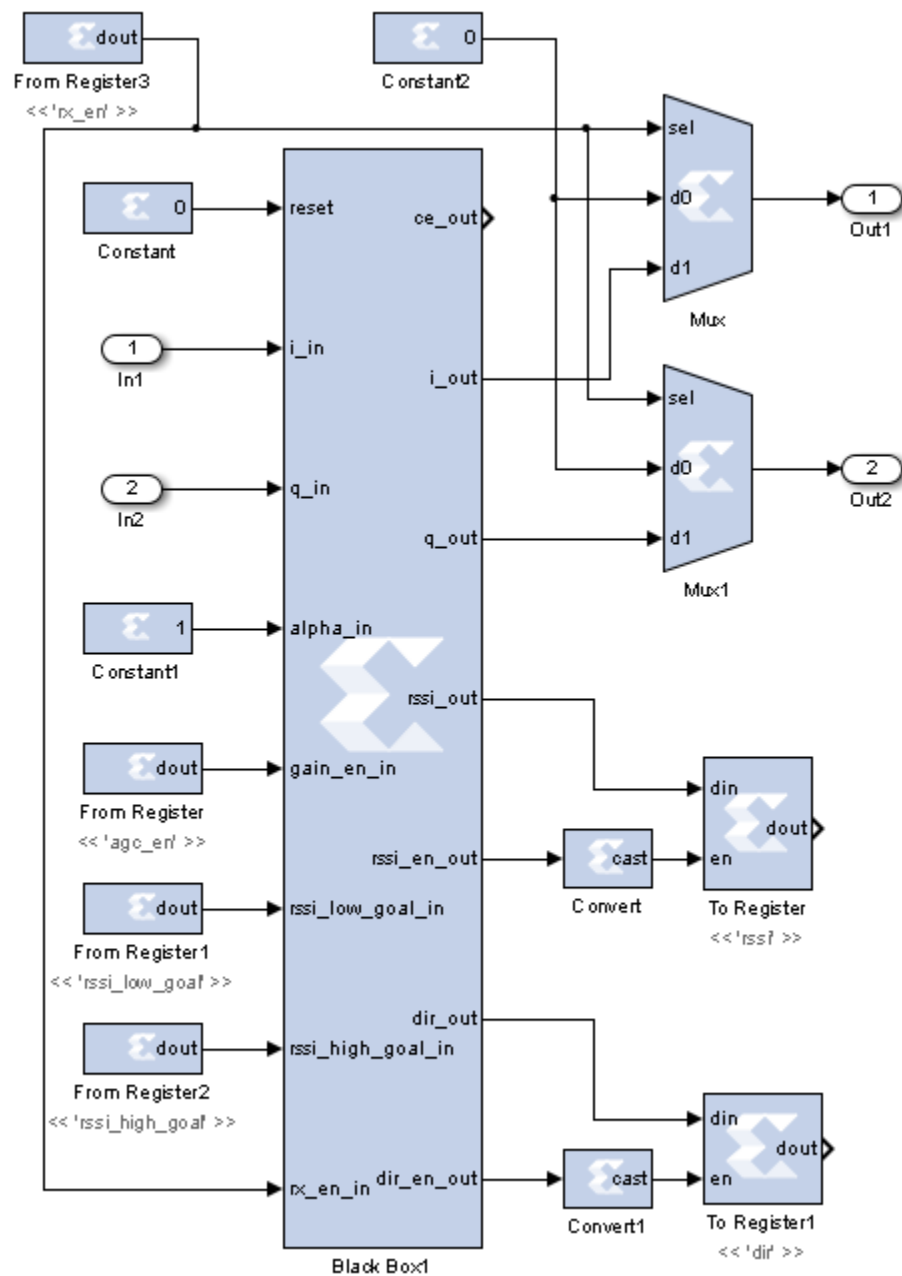 dout
From Register3
<< 'rx_en' >>
0
Constant2
sel
d0
d1
Mux
1
Out1
0
Constant
reset
ce_out
1
In1
i_in
i_out
sel
d0
d1
Mux1
2
Out2
2
In2
q_in
q_out
1
Constant1
alpha_in
rssi_out
dout
From Register
<< 'agc_en' >>
gain_en_in
rssi_en_out
cast
Convert
din
dout
en
To Register
<< 'rssi' >>
dout
From Register1
<< 'rssi_low_goal' >>
rssi_low_goal_in
dir_out
dout
From Register2
<< 'rssi_high_goal' >>
rssi_high_goal_in
rx_en_in
dir_en_out
cast
Convert1
din
dout
en
To Register1
<< 'dir' >>
Black Box1